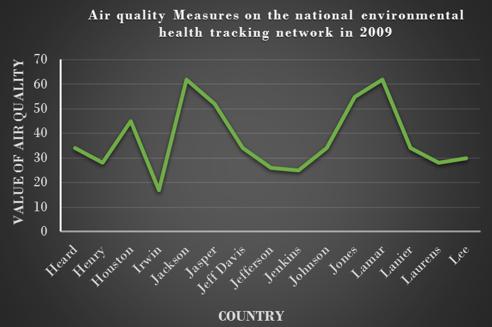 Air quality Measures on the national environmental
health tracking network in 2009
VALUE OF AIR QUALITY
70
60
50
40
30
20
10
0
Heard
Henry
Houston
Irwin
Jackson
Jasper
Jeff Davis
Jefferson
Jenkins
Johnson
Jones
Lamar
Lanier
Laurens
Lee
COUNTRY